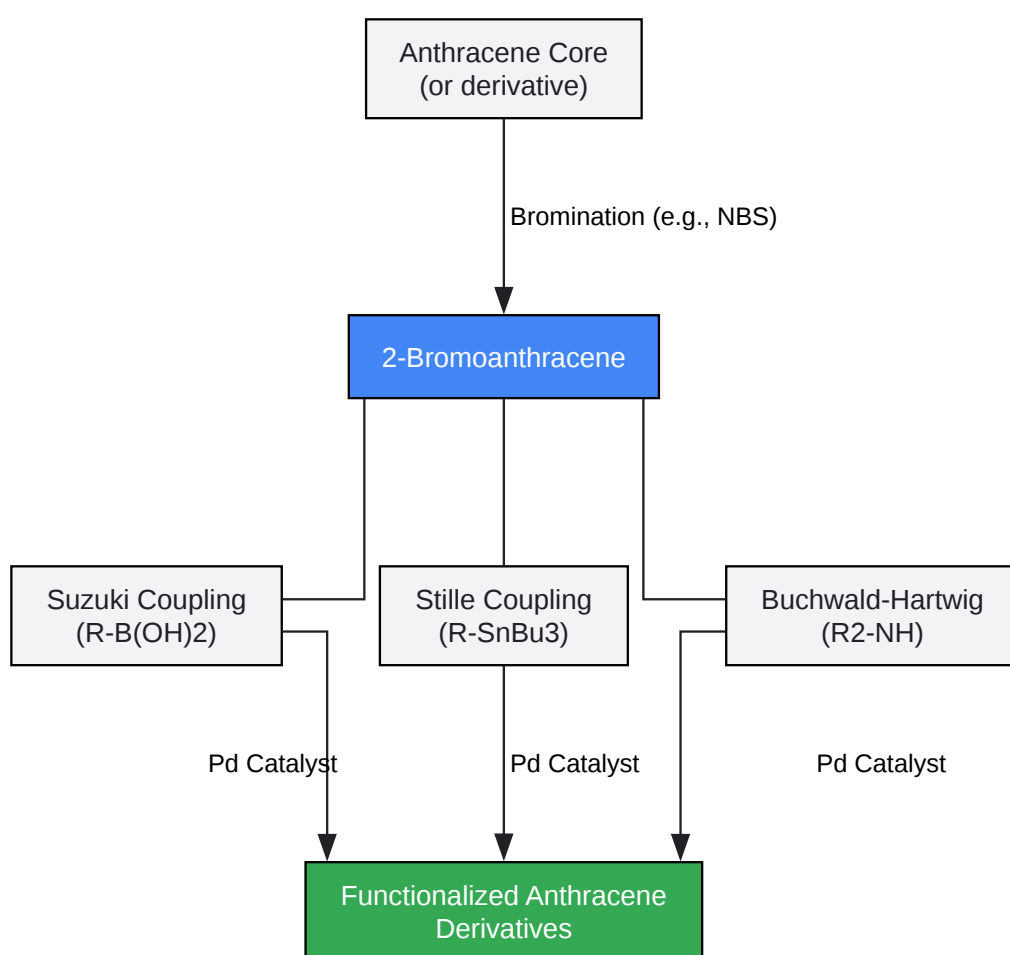 Anthracene Core
(or derivative)
Bromination (e.g., NBS)
2-Bromoanthracene
Suzuki Coupling
(R-B(OH)2)
Stille Coupling
(R-SnBu3)
Buchwald-Hartwig
(R2-NH)
Pd Catalyst
Pd Catalyst
Pd Catalyst
Functionalized Anthracene
Derivatives